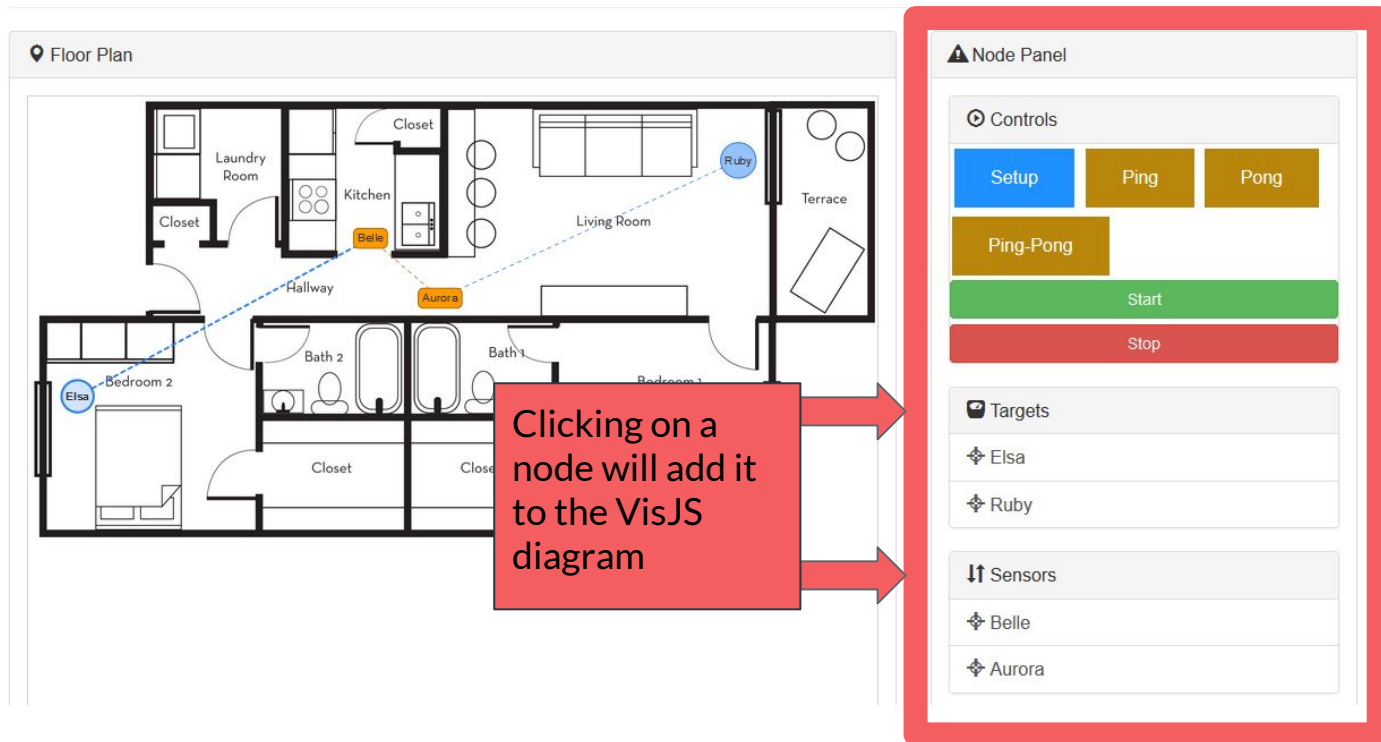 Floor Plan
Closet
Laundry
Room
Ruby
Kitchen
Terrace
Closet
Living Room
Belle
Hallway
Aurora
Bath 2
Bath 1
Bedroom 2
Bedroom 1
Elsa
Closet
Close
Clicking on a
node will add it
to the VisJS
diagram
Node Panel
Controls
Setup
Ping
Pong
Ping-Pong
Start
Stop
Targets
Elsa
Ruby
Sensors
Belle
Aurora